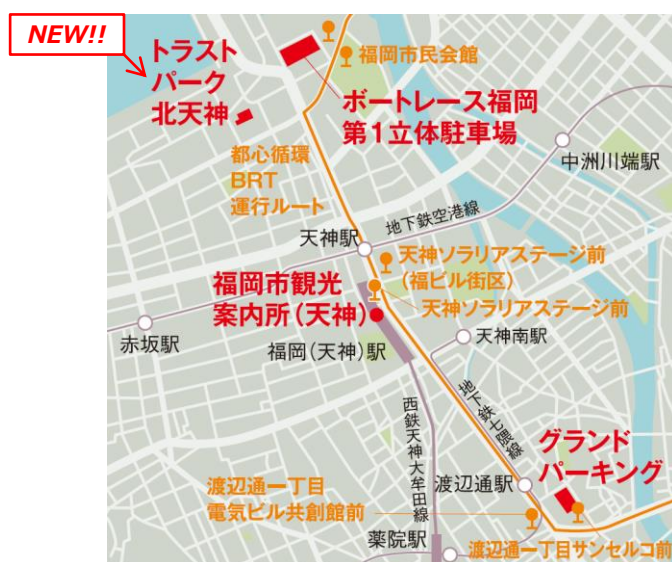 NEW!!
トラスト
パーク
北天神
福岡市民会館
ボートレース福岡
第1立体駐車場
都心循環
BRT
運行ルート
中洲川端駅
地下鉄空港線
天神駅
天神ソラリアステージ前
(福ビル街区)
天神ソラリアステージ前
福岡市観光
案内所(天神)
赤坂駅
福岡(天神)駅
天神南駅
地下鉄七隈線
西鉄天神大牟田線
グランド
パーキング
渡辺通駅
渡辺通一丁目
電気ビル共創館前
薬院駅
渡辺通一丁目サンセルコ前